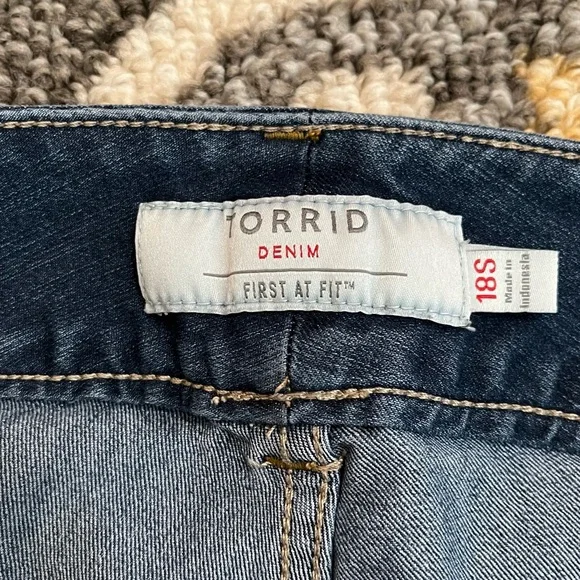 TORRID
DENIM
FIRST AT FIT™
18S
Made in
Indonesia